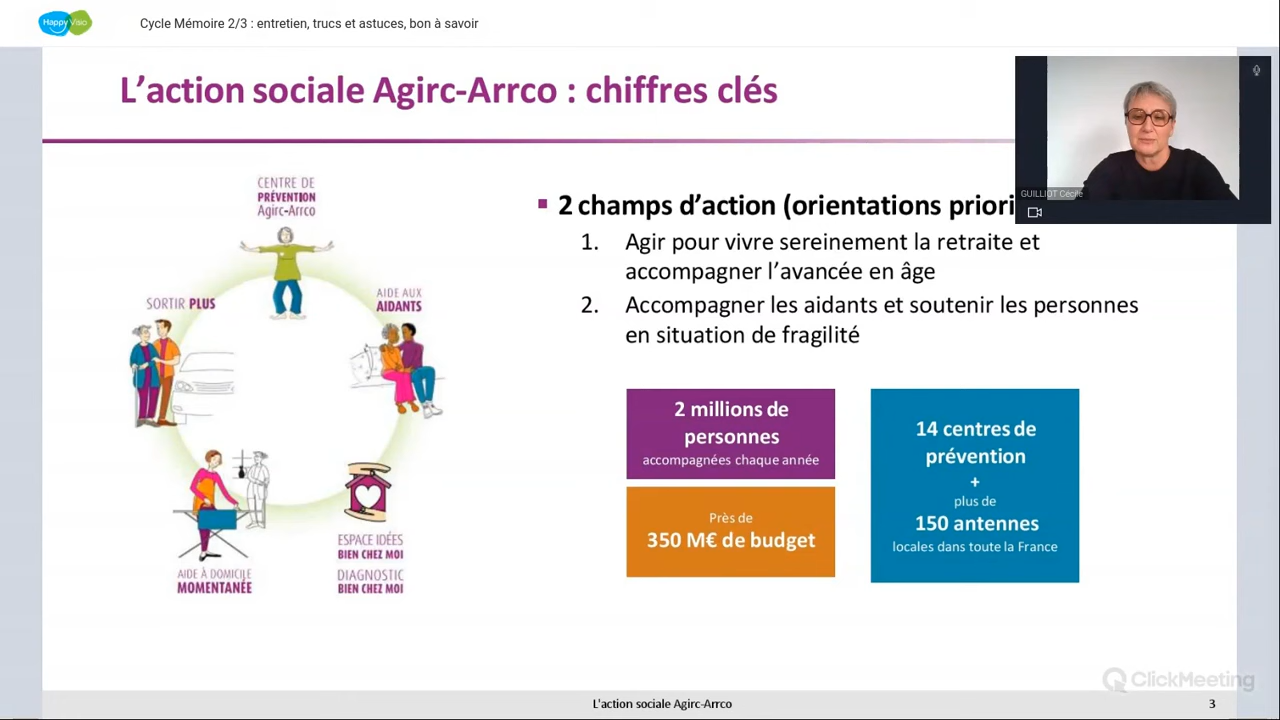 Happy Visio
Cycle Mémoire 2/3 : entretien, trucs et astuces, bon à savoir
L'action sociale Agirc-Arrco : chiffres clés
GUILLIOT Cécile
CENTRE DE
PRÉVENTION
Agirc-Arrco
SORTIR PLUS
AIDE AUX
AIDANTS
ESPACE IDÉES
BIEN CHEZ MOI
DIAGNOSTIC
BIEN CHEZ MOI
AIDE À DOMICILE
MOMENTANÉE
2 champs d'action (orientations priori
1. Agir pour vivre sereinement la retraite et
accompagner l'avancée en âge
2. Accompagner les aidants et soutenir les personnes
en situation de fragilité
2 millions de
personnes
accompagnées chaque année
Près de
350 M€ de budget
14 centres de
prévention
+
plus de
150 antennes
locales dans toute la France
ClickMeeting
L'action sociale Agirc-Arrco
3